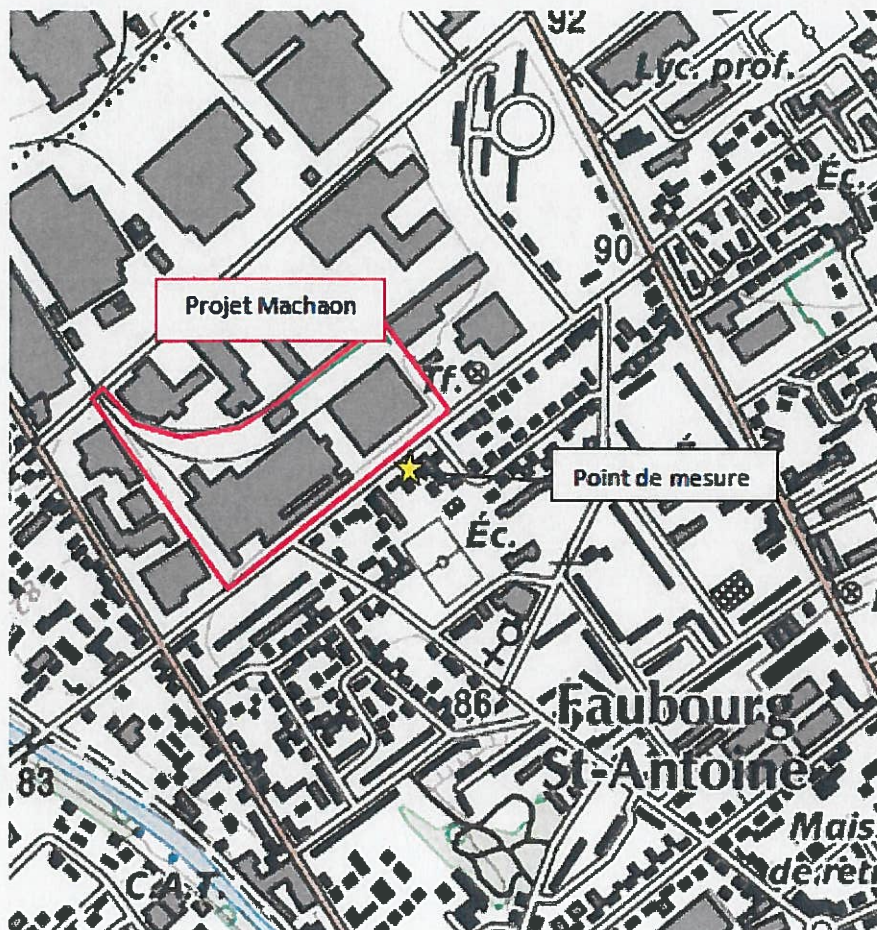 92
Lyc. prof.
Éc.
90
Projet Machaon
Tf.
Point de mesure
Éc.
86
Faubourg
St-Antoine
83
Mais.
de retr
C.A.T.